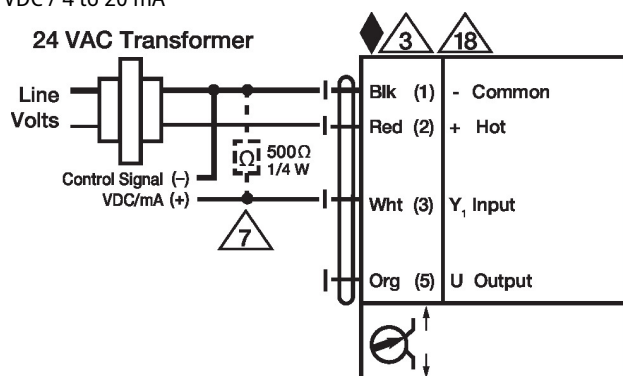 VDC / 4 to 20 mA
24 VAC Transformer
3 18
Line
Volts
Blk (1) - Common
Red (2) + Hot
Ω 500Ω
1/4 W
Control Signal (–)
VDC/mA (+)
Wht (3) Y1 Input
7
Org (5) U Output